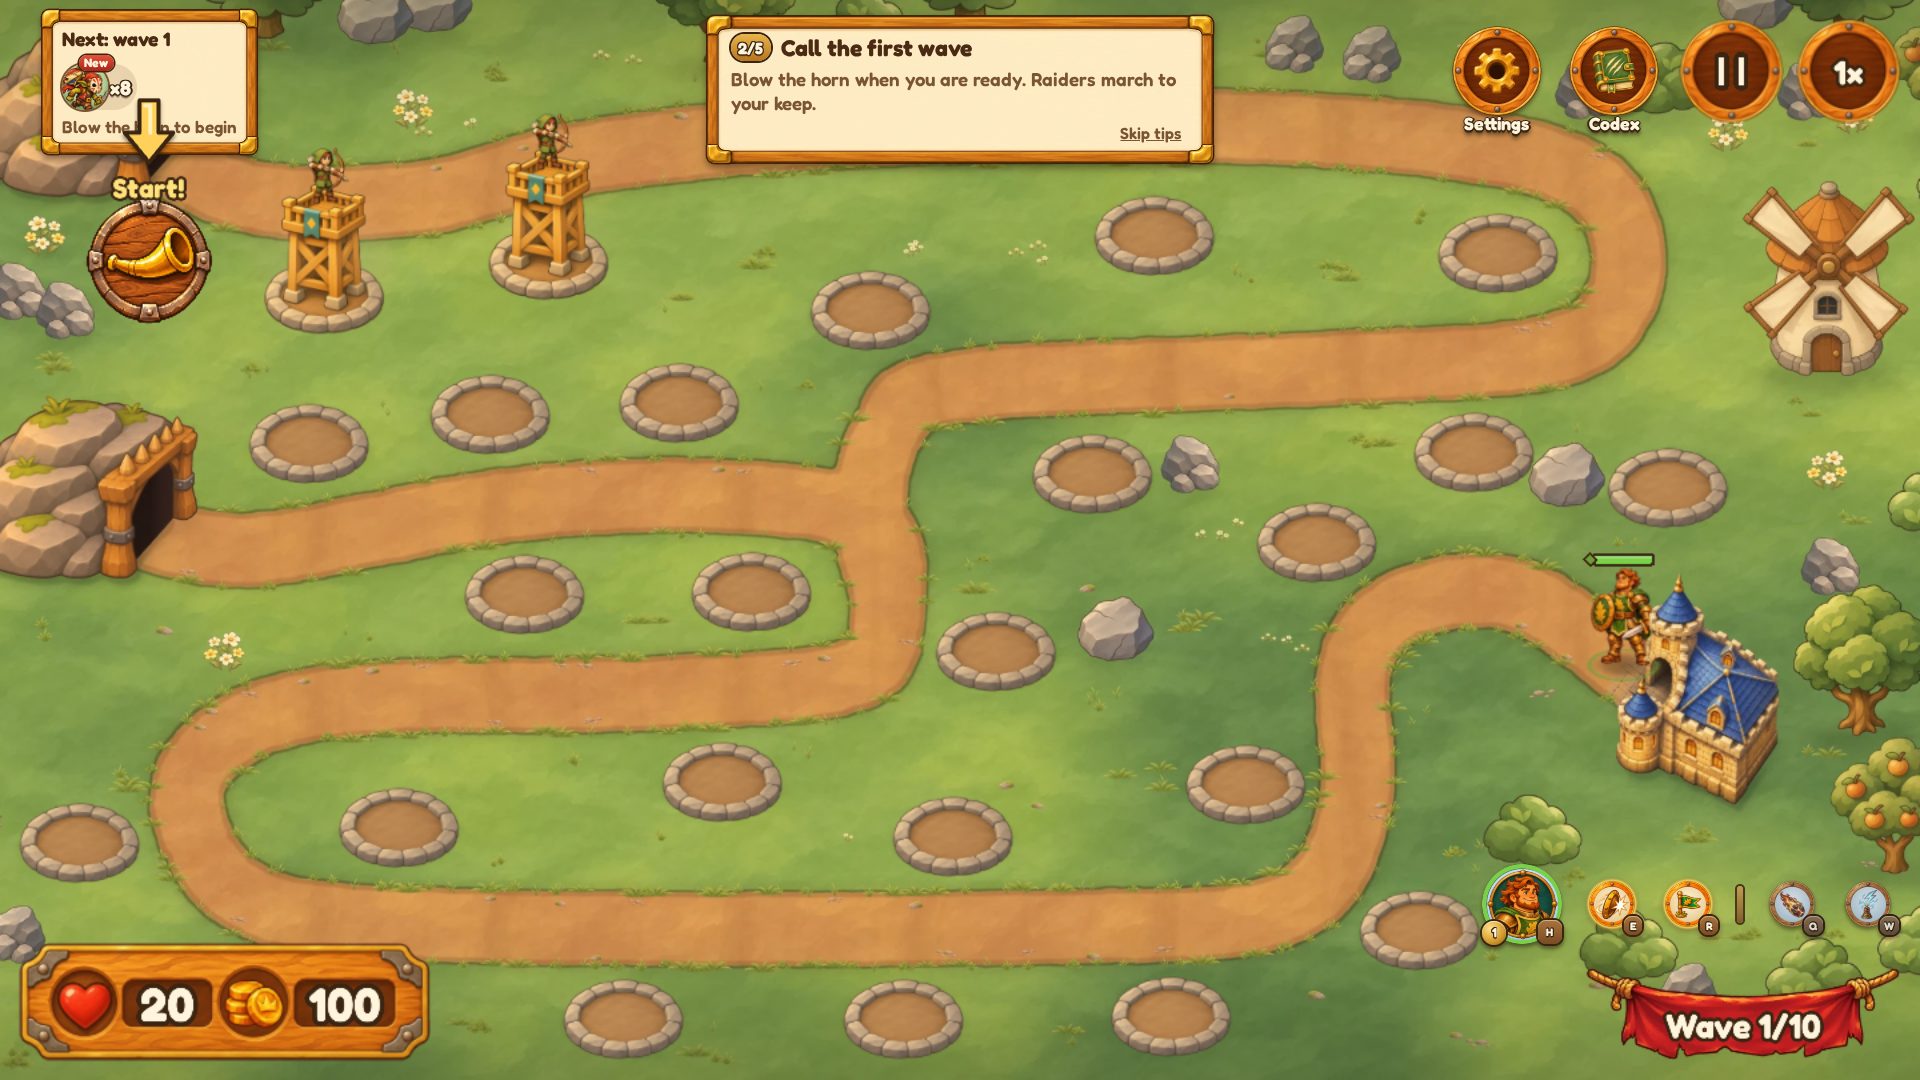 Next: wave 1
New
x8
Blow the to begin
Start!
2/5 Call the first wave
Blow the horn when you are ready. Raiders march to
your keep.
Skip tips
Settings
Codex
1x
1
H
E
R
Q
W
20
100
Wave 1/10